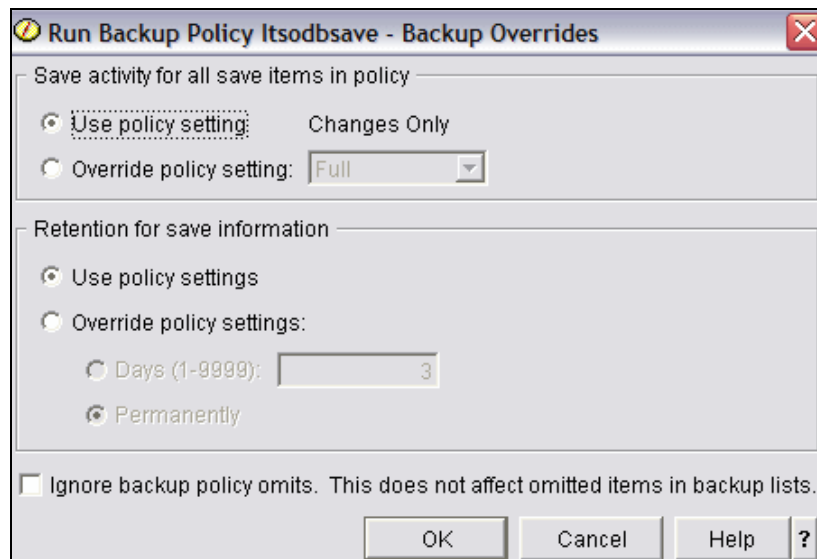 Run Backup Policy Itsodbsave - Backup Overrides
Save activity for all save items in policy
Use policy setting Changes Only
Override policy setting: Full
Retention for save information
Use policy settings
Override policy settings:
Days (1-9999): 3
Permanently
Ignore backup policy omits. This does not affect omitted items in backup lists.
OK Cancel Help ?